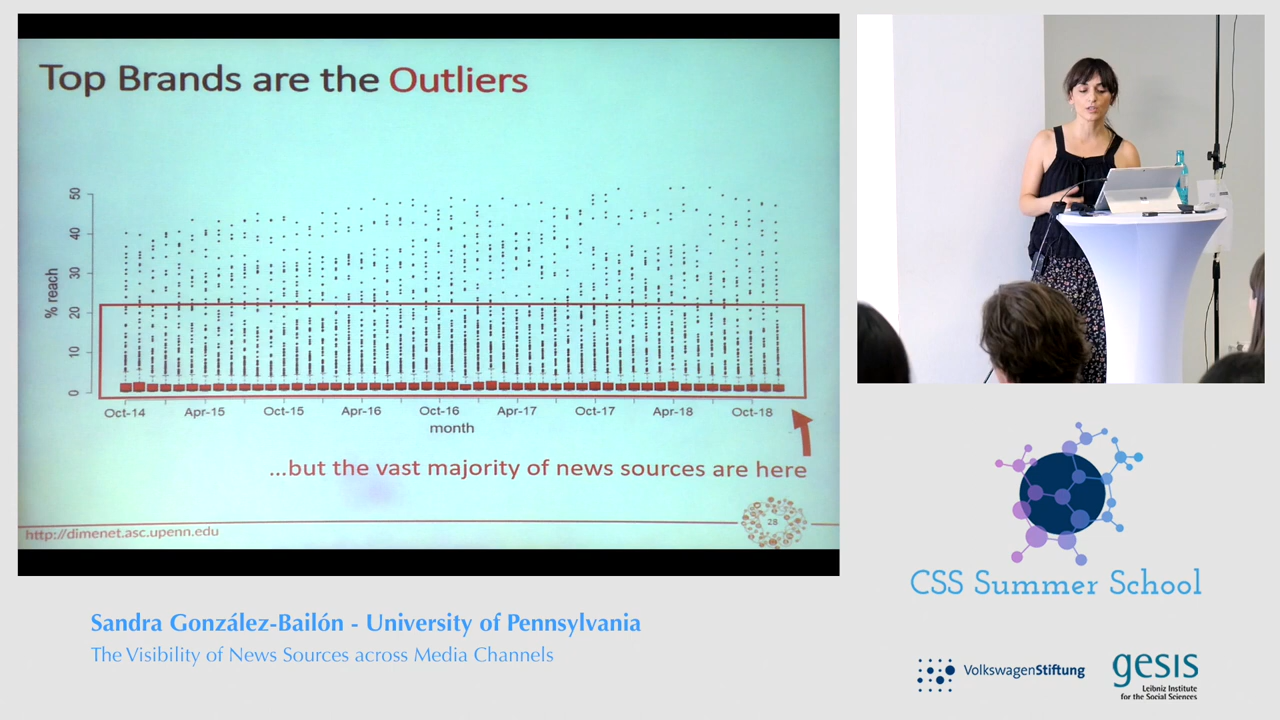 Top Brands are the Outliers
50
40
30
20
10
0
% reach
Oct-14
Apr-15
Oct-15
Apr-16
Oct-16
Apr-17
Oct-17
Apr-18
Oct-18
month
...but the vast majority of news sources are here
28
http://dimenet.asc.upenn.edu
Sandra González-Bailón - University of Pennsylvania
The Visibility of News Sources across Media Channels
CSS Summer School
VolkswagenStiftung
gesis
Leibniz Institute
for the Social Sciences